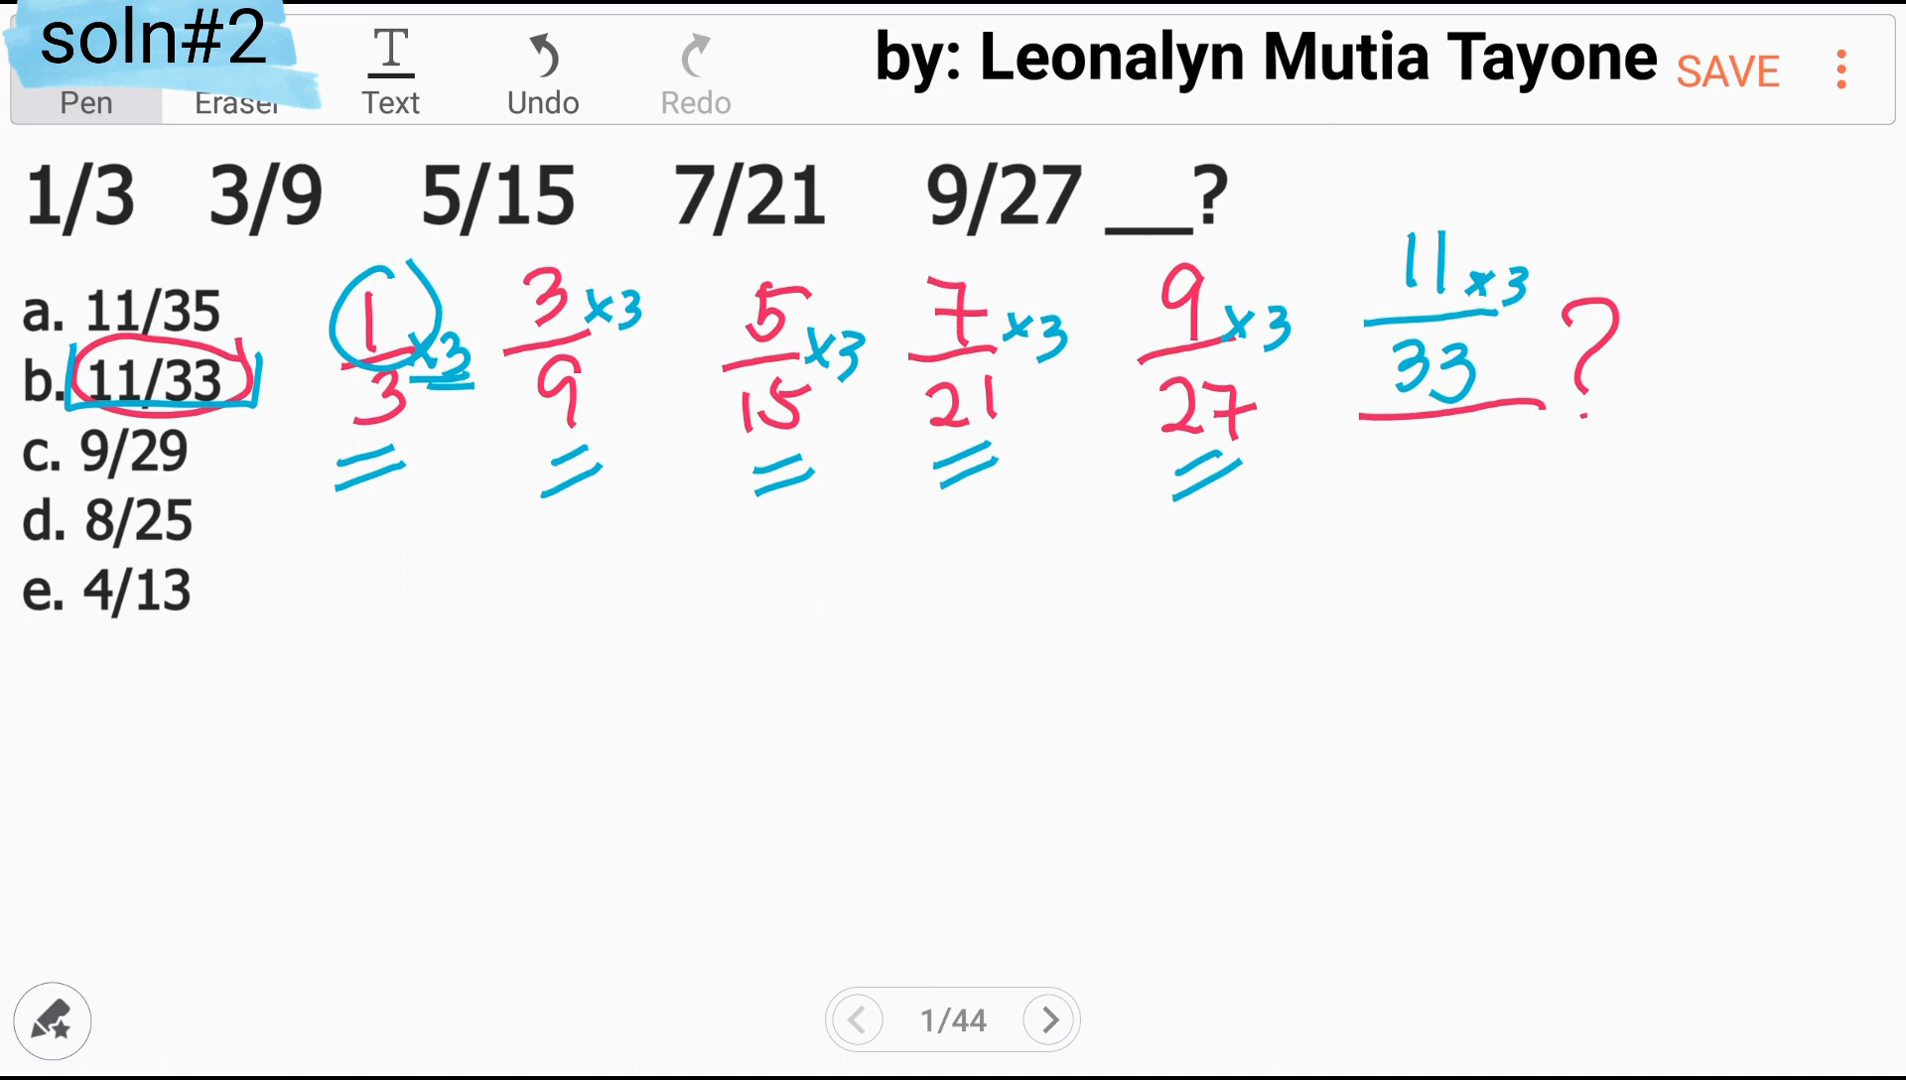 soln#2
by: Leonalyn Mutia Tayone
SAVE
Pen Eraser Text Undo Redo
1/3 3/9 5/15 7/21 9/27 __?
a. 11/35
b. 11/33
c. 9/29
d. 8/25
e. 4/13
1 ×3 3 ×3 5 ×3 7 ×3 9 ×3 11 ×3
3 9 15 21 27 33 ?
= = = = =
1/44